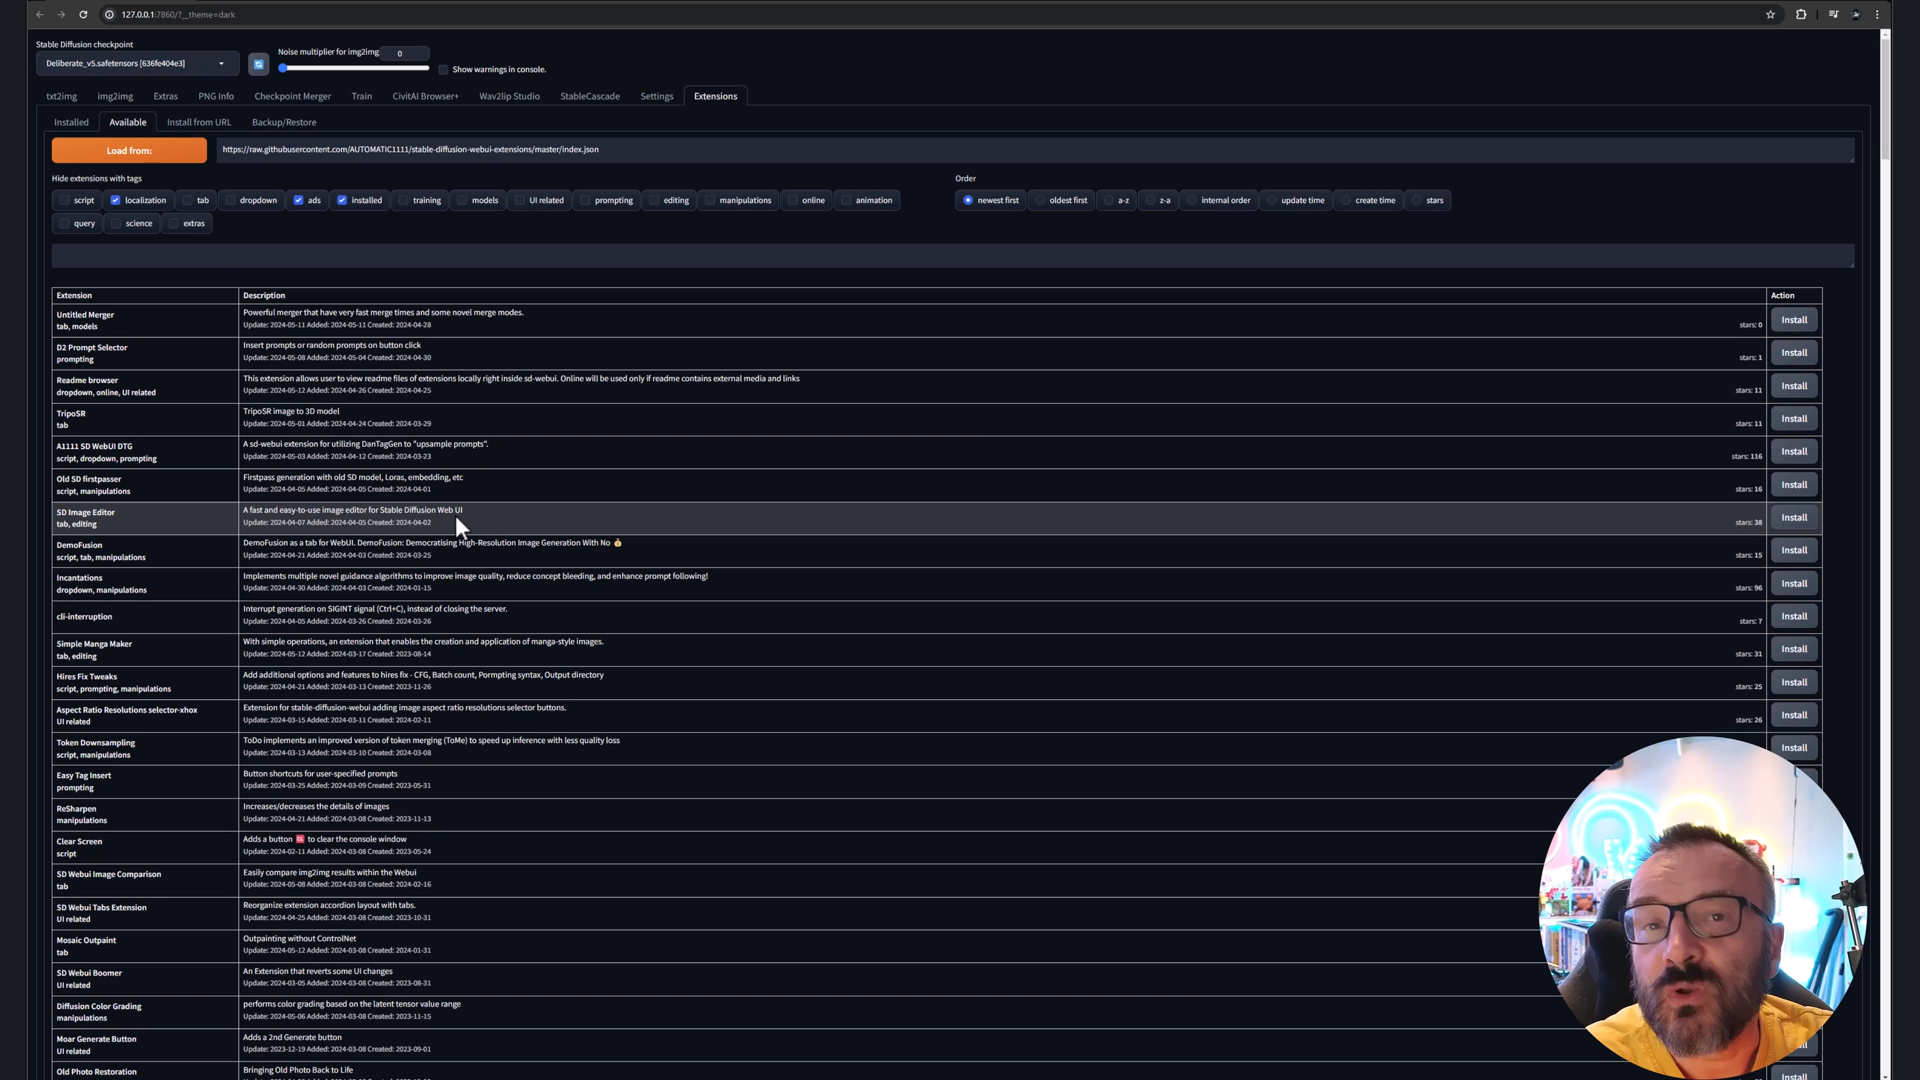 127.0.0.1:7860/?__theme=dark
Stable Diffusion checkpoint
Deliberate_v5.safetensors [636fe404e3]
Noise multiplier for img2img
0
Show warnings in console.
txt2img img2img Extras PNG Info Checkpoint Merger Train CivitAI Browser+ Wav2lip Studio StableCascade Settings Extensions
Installed Available Install from URL Backup/Restore
Load from: https://raw.githubusercontent.com/AUTOMATIC1111/stable-diffusion-webui-extensions/master/index.json
Hide extensions with tags
Order
script localization tab dropdown ads installed training models UI related prompting editing manipulations online animation
newest first oldest first a-z z-a internal order update time create time stars
query science extras
Extension Description Action
Untitled Merger
tab, models
Powerful merger that have very fast merge times and some novel merge modes.
Update: 2024-05-11 Added: 2024-05-11 Created: 2024-04-28
stars: 0
Install
D2 Prompt Selector
prompting
Insert prompts or random prompts on button click
Update: 2024-05-08 Added: 2024-05-04 Created: 2024-04-30
stars: 1
Install
Readme browser
dropdown, online, UI related
This extension allows user to view readme files of extensions locally right inside sd-webui. Online will be used only if readme contains external media and links
Update: 2024-05-12 Added: 2024-04-26 Created: 2024-04-25
stars: 11
Install
TripoSR
tab
TripoSR image to 3D model
Update: 2024-05-01 Added: 2024-04-24 Created: 2024-03-29
stars: 11
Install
A1111 SD WebUI DTG
script, dropdown, prompting
A sd-webui extension for utilizing DanTagGen to "upsample prompts".
Update: 2024-05-03 Added: 2024-04-12 Created: 2024-03-23
stars: 116
Install
Old SD firstpasser
script, manipulations
Firstpass generation with old SD model, Loras, embedding, etc
Update: 2024-04-05 Added: 2024-04-05 Created: 2024-04-01
stars: 16
Install
SD Image Editor
tab, editing
A fast and easy-to-use image editor for Stable Diffusion Web UI
Update: 2024-04-07 Added: 2024-04-05 Created: 2024-04-02
stars: 38
Install
DemoFusion
script, tab, manipulations
DemoFusion as a tab for WebUI. DemoFusion: Democratising High-Resolution Image Generation With No 💰
Update: 2024-04-21 Added: 2024-04-03 Created: 2024-03-25
stars: 15
Install
Incantations
dropdown, manipulations
Implements multiple novel guidance algorithms to improve image quality, reduce concept bleeding, and enhance prompt following!
Update: 2024-04-30 Added: 2024-04-03 Created: 2024-01-15
stars: 96
Install
cli-interruption
Interrupt generation on SIGINT signal (Ctrl+C), instead of closing the server.
Update: 2024-04-05 Added: 2024-03-26 Created: 2024-03-26
stars: 7
Install
Simple Manga Maker
tab, editing
With simple operations, an extension that enables the creation and application of manga-style images.
Update: 2024-05-12 Added: 2024-03-17 Created: 2023-08-14
stars: 31
Install
Hires Fix Tweaks
script, prompting, manipulations
Add additional options and features to hires fix - CFG, Batch count, Pormpting syntax, Output directory
Update: 2024-04-21 Added: 2024-03-13 Created: 2023-11-26
stars: 25
Install
Aspect Ratio Resolutions selector-xhox
UI related
Extension for stable-diffusion-webui adding image aspect ratio resolutions selector buttons.
Update: 2024-03-15 Added: 2024-03-11 Created: 2024-02-11
stars: 26
Install
Token Downsampling
script, manipulations
ToDo implements an improved version of token merging (ToMe) to speed up inference with less quality loss
Update: 2024-03-13 Added: 2024-03-10 Created: 2024-03-08
Install
Easy Tag Insert
prompting
Button shortcuts for user-specified prompts
Update: 2024-03-25 Added: 2024-03-09 Created: 2023-05-31
ReSharpen
manipulations
Increases/decreases the details of images
Update: 2024-04-21 Added: 2024-03-08 Created: 2023-11-13
Clear Screen
script
Adds a button 🆑 to clear the console window
Update: 2024-02-11 Added: 2024-03-08 Created: 2023-05-24
SD Webui Image Comparison
tab
Easily compare img2img results within the Webui
Update: 2024-05-08 Added: 2024-03-08 Created: 2024-02-16
SD Webui Tabs Extension
UI related
Reorganize extension accordion layout with tabs.
Update: 2024-04-25 Added: 2024-03-08 Created: 2023-10-31
Mosaic Outpaint
tab
Outpainting without ControlNet
Update: 2024-05-12 Added: 2024-03-08 Created: 2024-01-31
SD Webui Boomer
UI related
An Extension that reverts some UI changes
Update: 2024-03-05 Added: 2024-03-08 Created: 2023-08-31
Diffusion Color Grading
manipulations
performs color grading based on the latent tensor value range
Update: 2024-05-06 Added: 2024-03-08 Created: 2023-11-15
Moar Generate Button
UI related
Adds a 2nd Generate button
Update: 2023-12-19 Added: 2024-03-08 Created: 2023-09-01
Old Photo Restoration
Bringing Old Photo Back to Life
Install